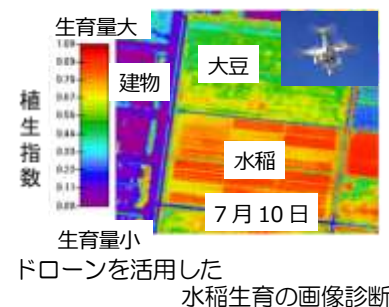 生育量大
建物
大豆
植生指数
水稲
7月10日
生育量小
ドローンを活用した
水稲生育の画像診断